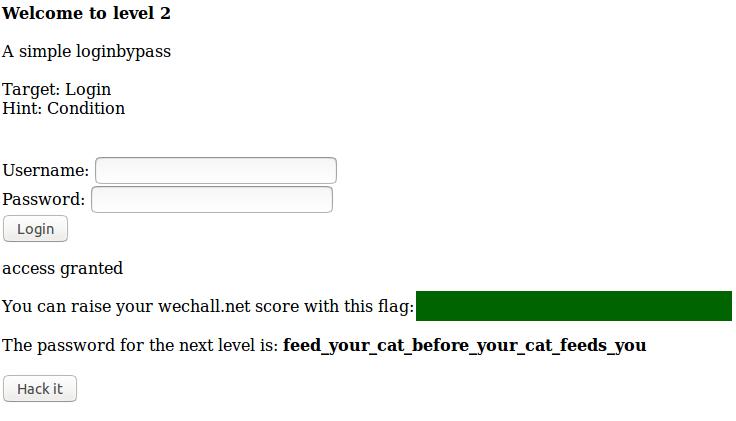 Welcome to level 2
A simple loginbypass
Target: Login
Hint: Condition
Username:
Password:
Login
access granted
You can raise your wechall.net score with this flag:
The password for the next level is: feed_your_cat_before_your_cat_feeds_you
Hack it